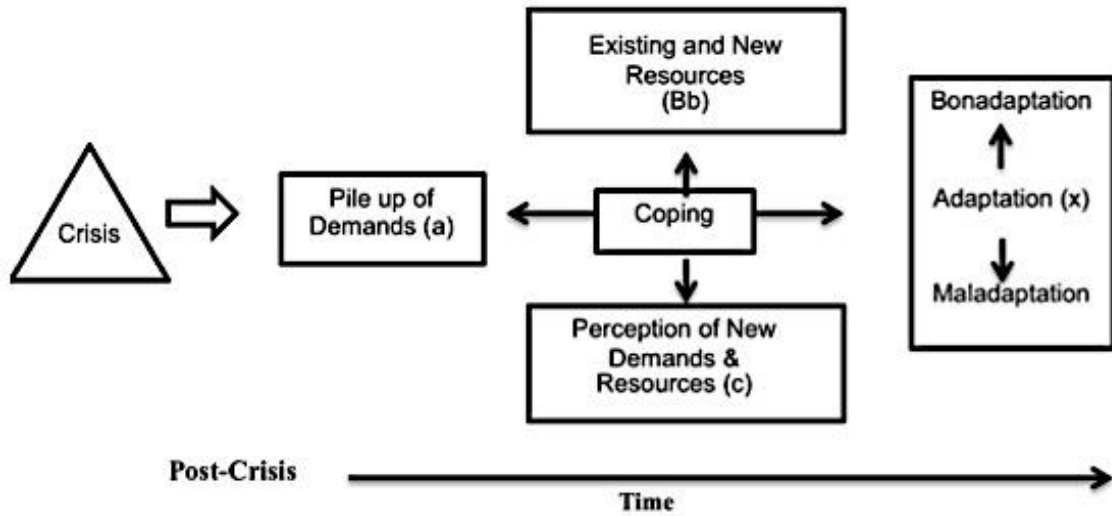 Existing and New
Resources
(Bb)
Bonadaptation
Crisis
Pile up of
Demands (a)
Coping
Adaptation (x)
Maladaptation
Perception of New
Demands &
Resources (c)
Post-Crisis
Time